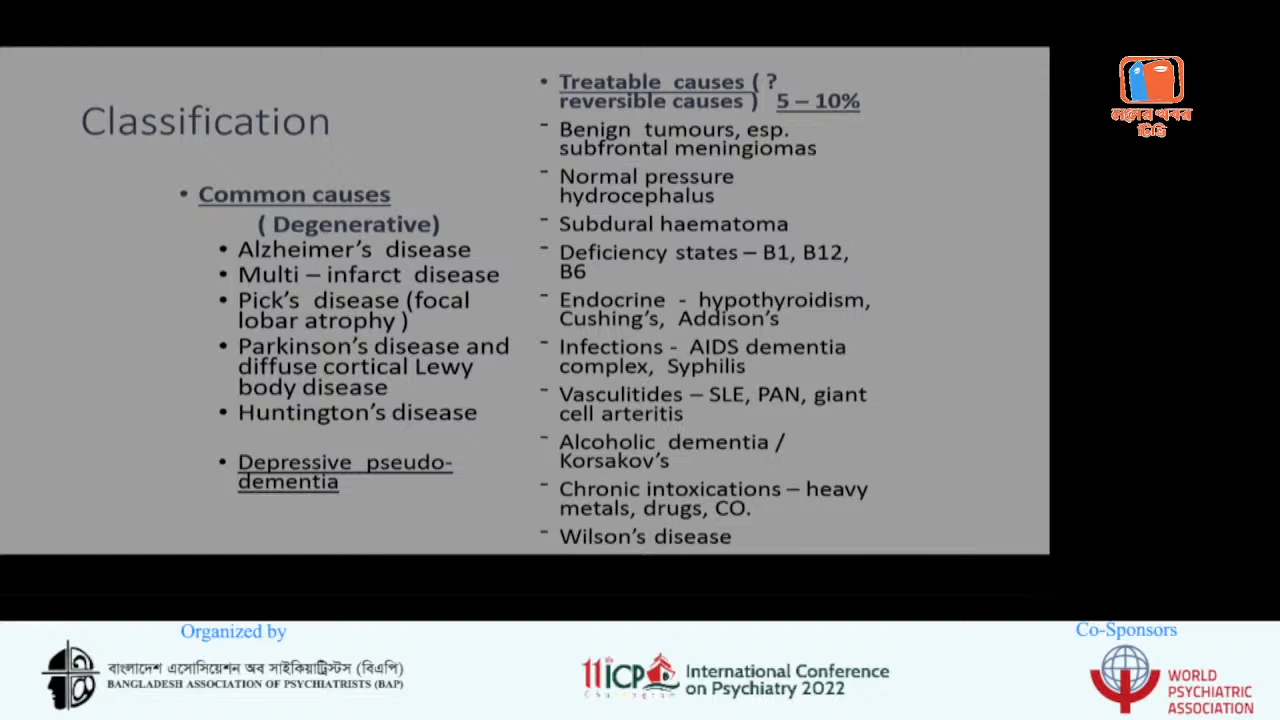 Classification
• Common causes
( Degenerative)
• Alzheimer's disease
• Multi – infarct disease
• Pick's disease (focal
lobar atrophy )
• Parkinson's disease and
diffuse cortical Lewy
body disease
• Huntington's disease
• Depressive pseudo-
dementia
• Treatable causes ( ?
reversible causes ) 5 – 10%
- Benign tumours, esp.
subfrontal meningiomas
- Normal pressure
hydrocephalus
- Subdural haematoma
- Deficiency states – B1, B12,
B6
- Endocrine - hypothyroidism,
Cushing's, Addison's
- Infections - AIDS dementia
complex, Syphilis
- Vasculitides – SLE, PAN, giant
cell arteritis
- Alcoholic dementia /
Korsakov's
- Chronic intoxications – heavy
metals, drugs, CO.
- Wilson's disease
মনের খবর
টিভি
Organized by
বাংলাদেশ এসোসিয়েশন অব সাইকিয়াট্রিস্টস (বিএপি)
BANGLADESH ASSOCIATION OF PSYCHIATRISTS (BAP)
11 ICP
International Conference
on Psychiatry 2022
Co-Sponsors
WORLD
PSYCHIATRIC
ASSOCIATION